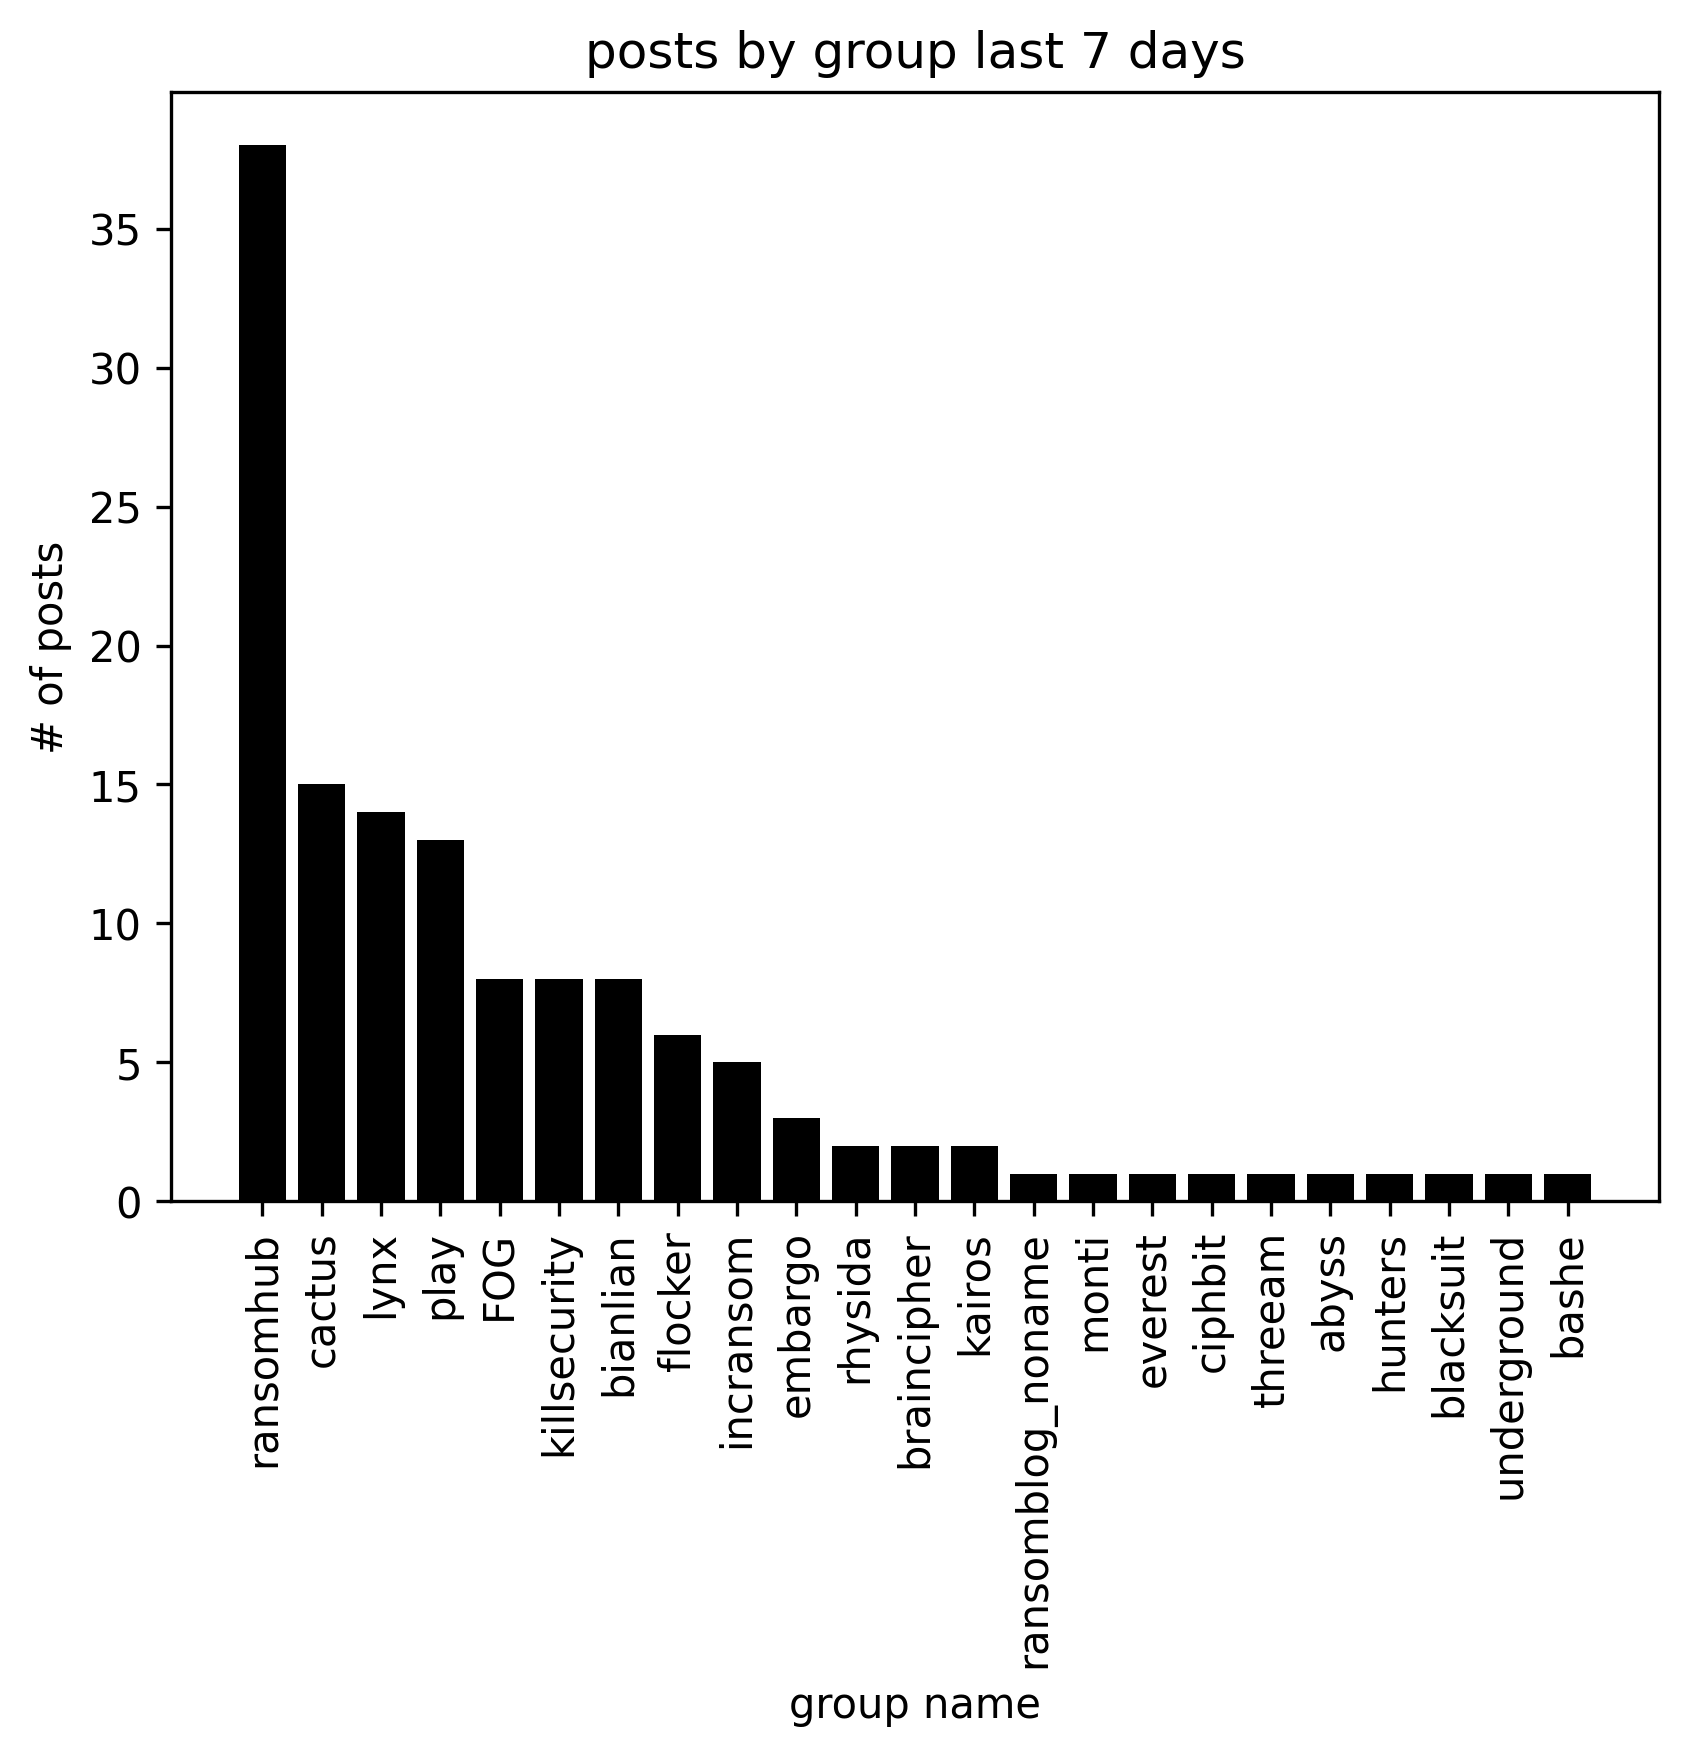 posts by group last 7 days
# of posts
35
30
25
20
15
10
5
0
ransomhub
cactus
lynx
play
FOG
killsecurity
bianlian
flocker
incransom
embargo
rhysida
braincipher
kairos
ransomblog_noname
monti
everest
ciphbit
threeam
abyss
hunters
blacksuit
underground
bashe
group name